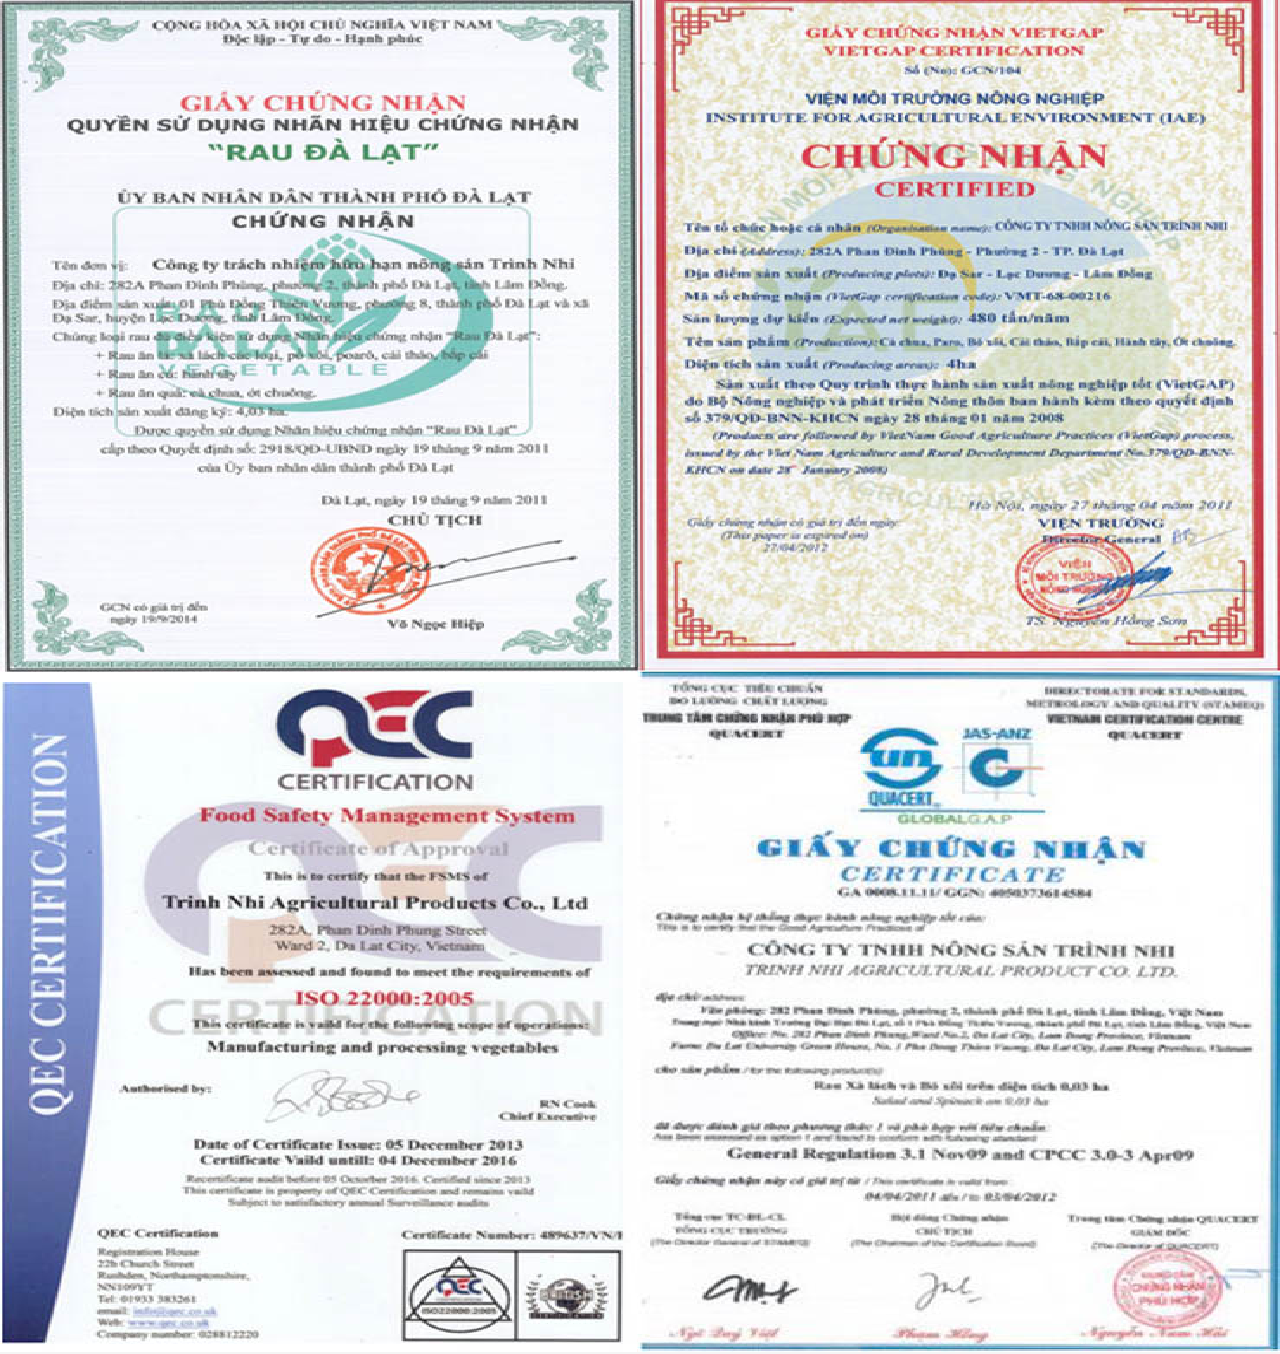 CỘNG HÒA XÃ HỘI CHỦ NGHĨA VIỆT NAM
Độc lập - Tự do - Hạnh phúc
GIẤY CHỨNG NHẬN
QUYỀN SỬ DỤNG NHÃN HIỆU CHỨNG NHẬN
“RAU ĐÀ LẠT”
ỦY BAN NHÂN DÂN THÀNH PHỐ ĐÀ LẠT
CHỨNG NHẬN
Tên đơn vị: Công ty trách nhiệm hữu hạn nông sản Trình Nhi
Địa chỉ: 282A Phan Đình Phùng, phường 2, thành phố Đà Lạt, tỉnh Lâm Đồng.
Địa điểm sản xuất: 01 Phù Đổng Thiên Vương, phường 8, thành phố Đà Lạt và xã
Đạ Sar, huyện Lạc Dương, tỉnh Lâm Đồng.
Chủng loại rau đủ điều kiện sử dụng Nhãn hiệu chứng nhận “Rau Đà Lạt”:
+ Rau ăn lá: xà lách các loại, pó xôi, poarô, cải thảo, bắp cải
+ Rau ăn củ: hành tây
+ Rau ăn quả: cà chua, ớt chuông.
VEGETABLE
Diện tích sản xuất đăng ký: 4,03 ha.
Được quyền sử dụng Nhãn hiệu chứng nhận “Rau Đà Lạt”
cấp theo Quyết định số: 2918/QĐ-UBND ngày 19 tháng 9 năm 2011
của Ủy ban nhân dân thành phố Đà Lạt
Đà Lạt, ngày 19 tháng 9 năm 2011
CHỦ TỊCH
GCN có giá trị đến
ngày 19/9/2014
Võ Ngọc Hiệp
GIẤY CHỨNG NHẬN VIETGAP
VIETGAP CERTIFICATION
Số (No): GCN/104
VIỆN MÔI TRƯỜNG NÔNG NGHIỆP
INSTITUTE FOR AGRICULTURAL ENVIRONMENT (IAE)
CHỨNG NHẬN
CERTIFIED
Tên tổ chức hoặc cá nhân (Organisation name): CÔNG TY TNHH NÔNG SẢN TRÌNH NHI
Địa chỉ (Address): 282A Phan Đình Phùng - Phường 2 - TP. Đà Lạt
Địa điểm sản xuất (Producing plots): Đạ Sar - Lạc Dương - Lâm Đồng
Mã số chứng nhận (VietGap certification code): VMT-68-00216
Sản lượng dự kiến (Expected net weight): 480 tấn/năm
Tên sản phẩm (Production): Cà chua, Paro, Bó xôi, Cải thảo, Bắp cải, Hành tây, Ớt chuông.
Diện tích sản xuất (Producing areas): 4ha
Sản xuất theo Quy trình thực hành sản xuất nông nghiệp tốt (VietGAP)
do Bộ Nông nghiệp và phát triển Nông thôn ban hành kèm theo quyết định
số 379/QĐ-BNN-KHCN ngày 28 tháng 01 năm 2008
(Products are followed by VietNam Good Agriculture Practices (VietGap) process,
issued by the Viet Nam Agriculture and Rural Development Department No.379/QD-BNN-
KHCN on date 28 January 2008)
Hà Nội, ngày 27 tháng 04 năm 2011
Giấy chứng nhận có giá trị đến ngày:
(This paper is expired on)
27/04/2012
VIỆN TRƯỞNG
Director General
VIỆN
MÔI TRƯỜNG
NÔNG NGHIỆP
TS. Nguyễn Hồng Sơn
QEC CERTIFICATION
QEC
CERTIFICATION
Food Safety Management System
Certificate of Approval
This is to certify that the FSMS of
Trinh Nhi Agricultural Products Co., Ltd
282A, Phan Dinh Phung Street
Ward 2, Da Lat City, Vietnam
Has been assessed and found to meet the requirements of
ISO 22000:2005
CERTIFICATION
This certificate is vaild for the following scope of operations:
Manufacturing and processing vegetables
Authorised by:
RN Cook
Chief Executive
Date of Certificate Issue: 05 December 2013
Certificate Vaild untill: 04 December 2016
Recertificate audit before 05 October 2016. Certified since 2013
This certificate is property of QEC Certification and remains vaild
Subject to satisfactory annual Surveillance audits
QEC Certification
Registration House
22b Church Street
Rushden, Northamptonshire,
NN109YT
Tel: 01933 383261
email: info@qec.co.uk
Web: www.qec.co.uk
Company number: 028812220
Certificate Number: 489637/VN/
QEC
ISO22000:2005
TỔNG CỤC TIÊU CHUẨN
ĐO LƯỜNG CHẤT LƯỢNG
TRUNG TÂM CHỨNG NHẬN PHÙ HỢP
QUACERT
DIRECTORATE FOR STANDARDS,
METROLOGY AND QUALITY (STAMEQ)
VIETNAM CERTIFICATION CENTRE
QUACERT
QUACERT
JAS-ANZ
GLOBALG.A.P
GIẤY CHỨNG NHẬN
CERTIFICATE
GA 0008.11.11/ GGN: 4050373614584
Chứng nhận hệ thống thực hành nông nghiệp tốt của:
This is to certify that the Good Agriculture Practices of
CÔNG TY TNHH NÔNG SẢN TRÌNH NHI
TRINH NHI AGRICULTURAL PRODUCT CO. LTD.
địa chỉ/ address:
Văn phòng: 282 Phan Đình Phùng, phường 2, thành phố Đà Lạt, tỉnh Lâm Đồng, Việt Nam
Office: No. 282 Phan Dinh Phung, Ward No.2, Da Lat City, Lam Dong Province, Vietnam
Farm: Da Lat University Green House, No. 1 Phu Dong Thien Vuong, Da Lat City, Lam Dong Province, Vietnam
cho sản phẩm / for the following product(s)
Rau Xà lách và Bó xôi trên diện tích 0,03 ha
Salad and Spinach on 0,03 ha
đã được đánh giá theo phương thức 1 và phù hợp với tiêu chuẩn:
has been assessed as option 1 and found to conform with following standard
General Regulation 3.1 Nov09 and CPCC 3.0-3 Apr09
Giấy chứng nhận này có giá trị từ / This certificate is valid from:
04/04/2011 đến / to 03/04/2012
Tổng cục TC-ĐL-CL
TỔNG CỤC TRƯỞNG
(The Director General of STAMEQ)
Hội đồng Chứng nhận
CHỦ TỊCH
(The Chairman of the Certification Board)
Trung tâm Chứng nhận QUACERT
GIÁM ĐỐC
(The Director of QUACERT)
CHỨNG NHẬN
PHÙ HỢP
Ngô Quý Việt
Phạm Hồng
Nguyễn Nam Hải